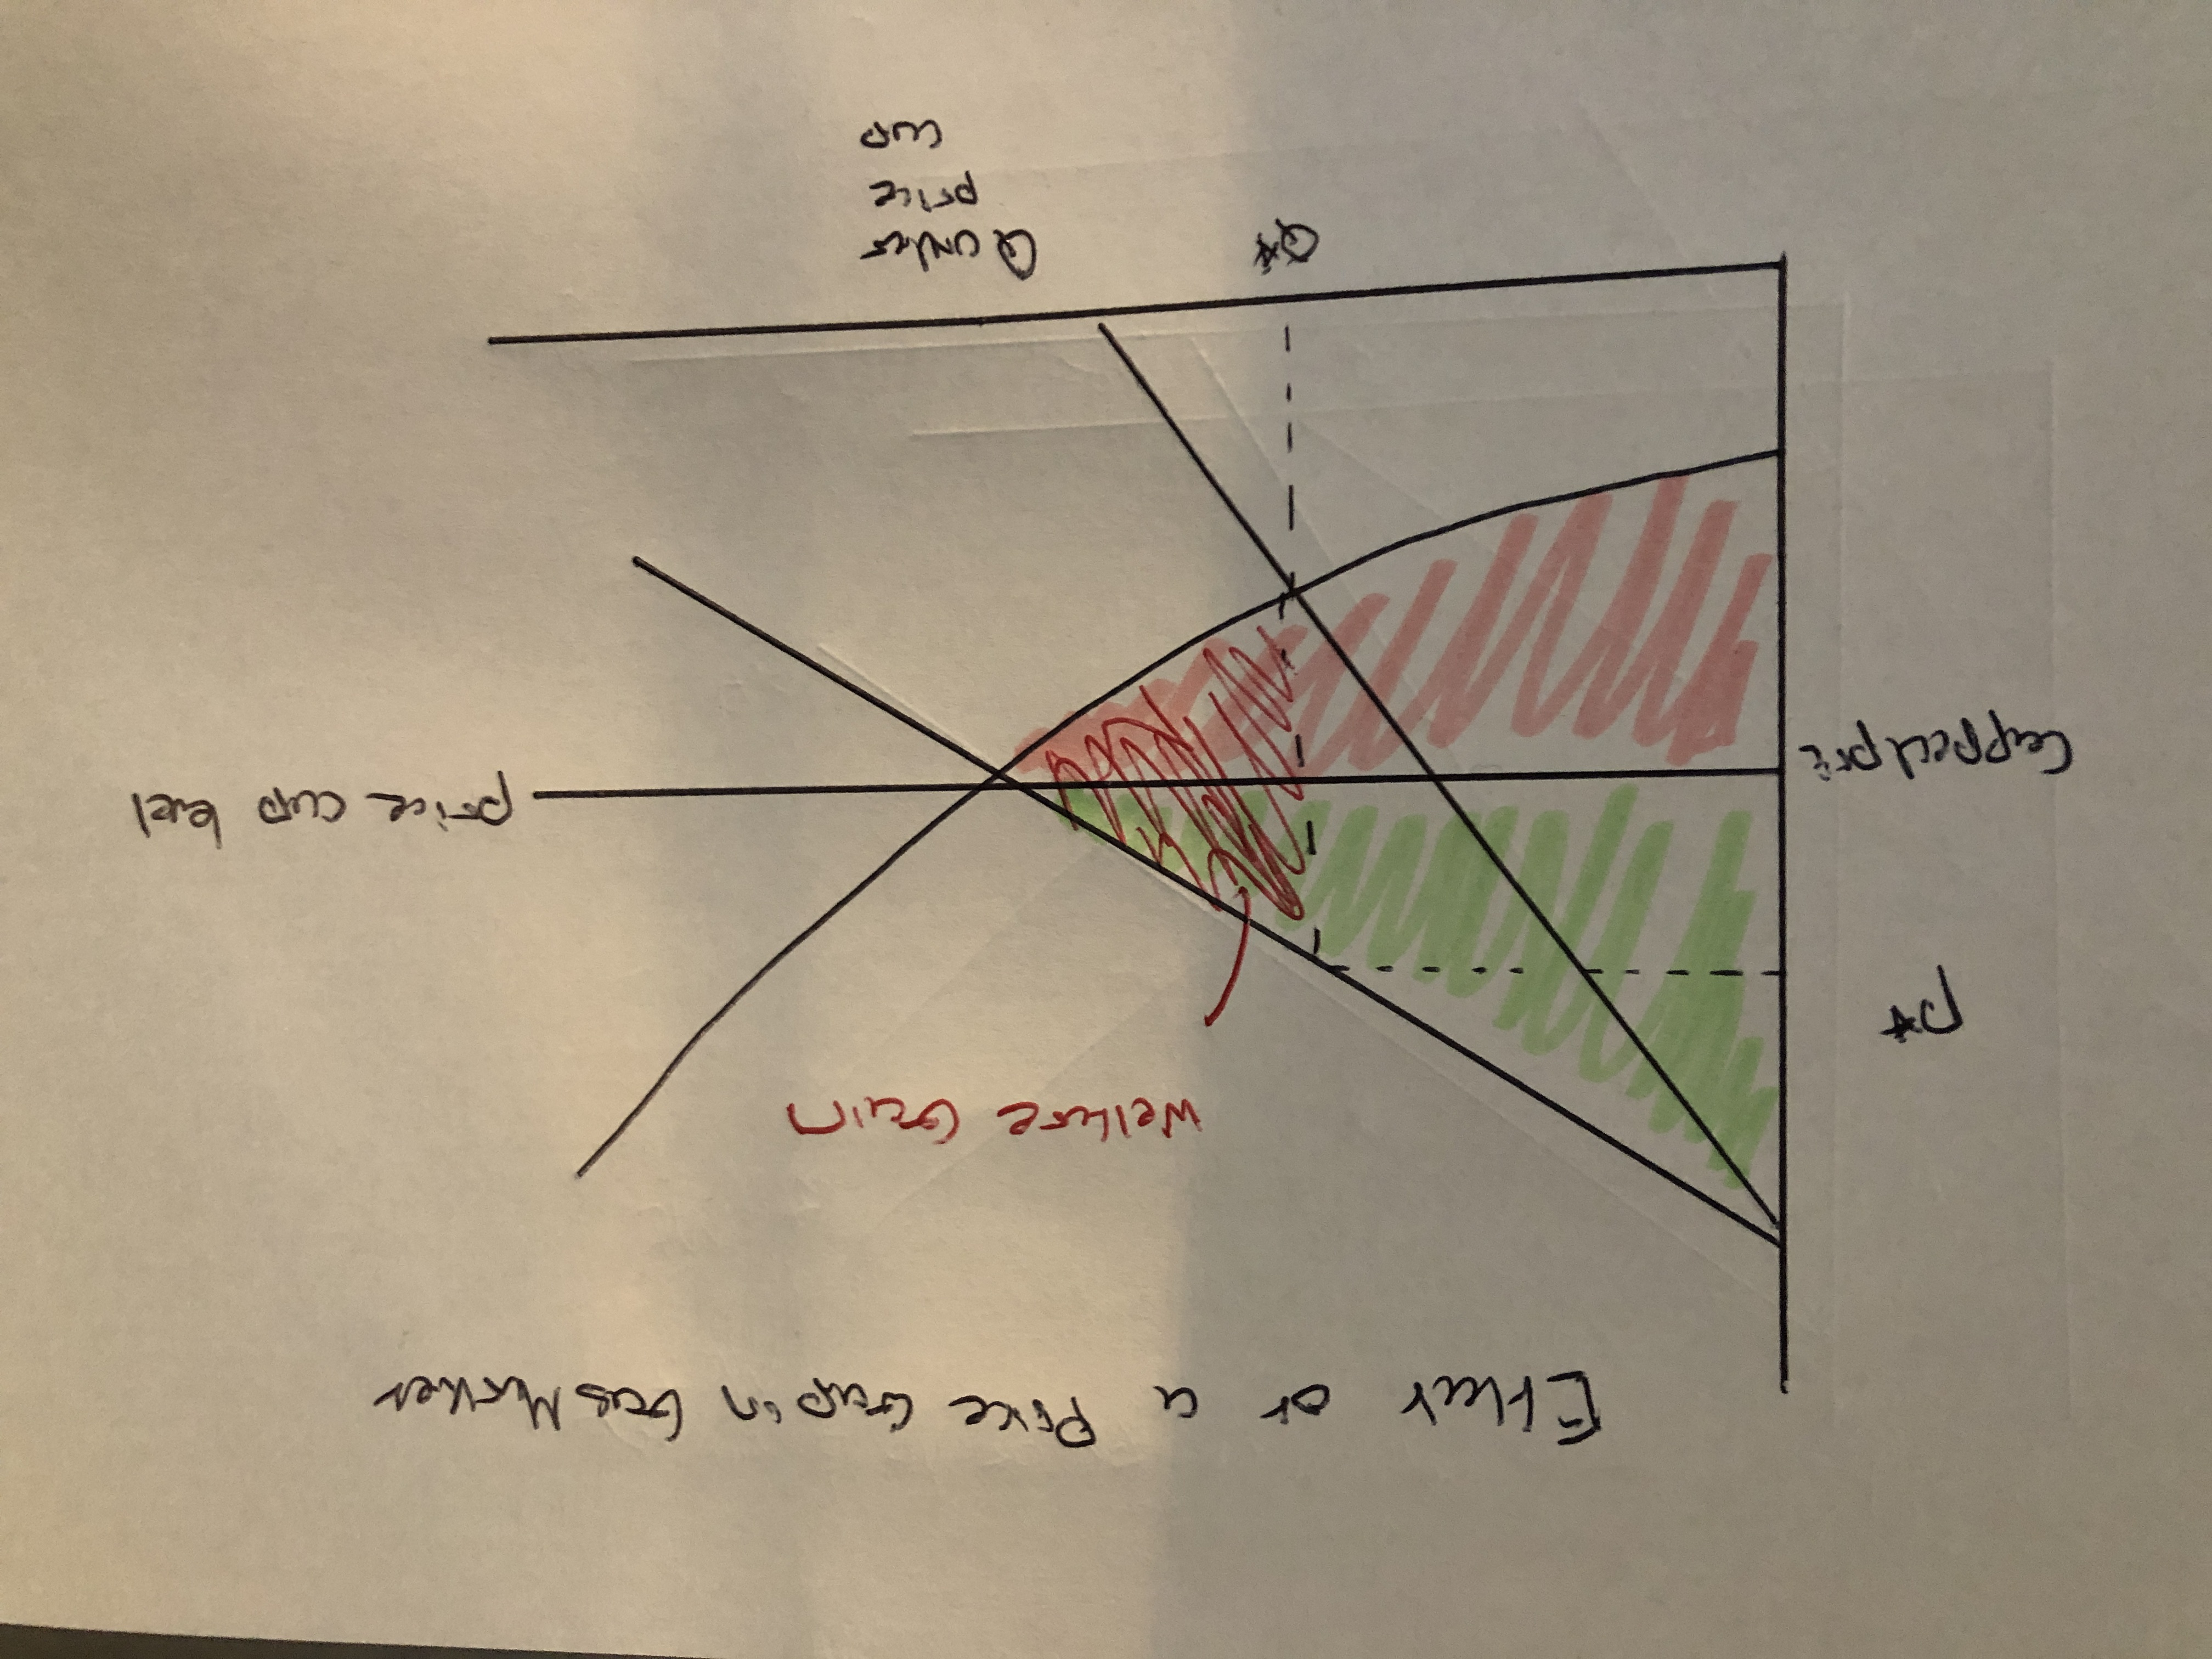 Effect of a Price Cap in Gas Market
Welfare Gain
price cap level
P*
Capped price
Q*
Q under
price
cap